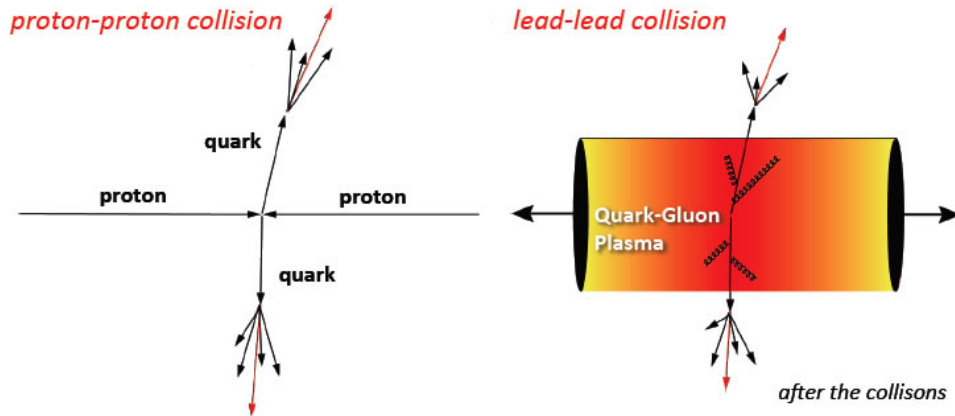 proton-proton collision
lead-lead collision
quark
proton
proton
Quark-Gluon
Plasma
quark
after the collisons